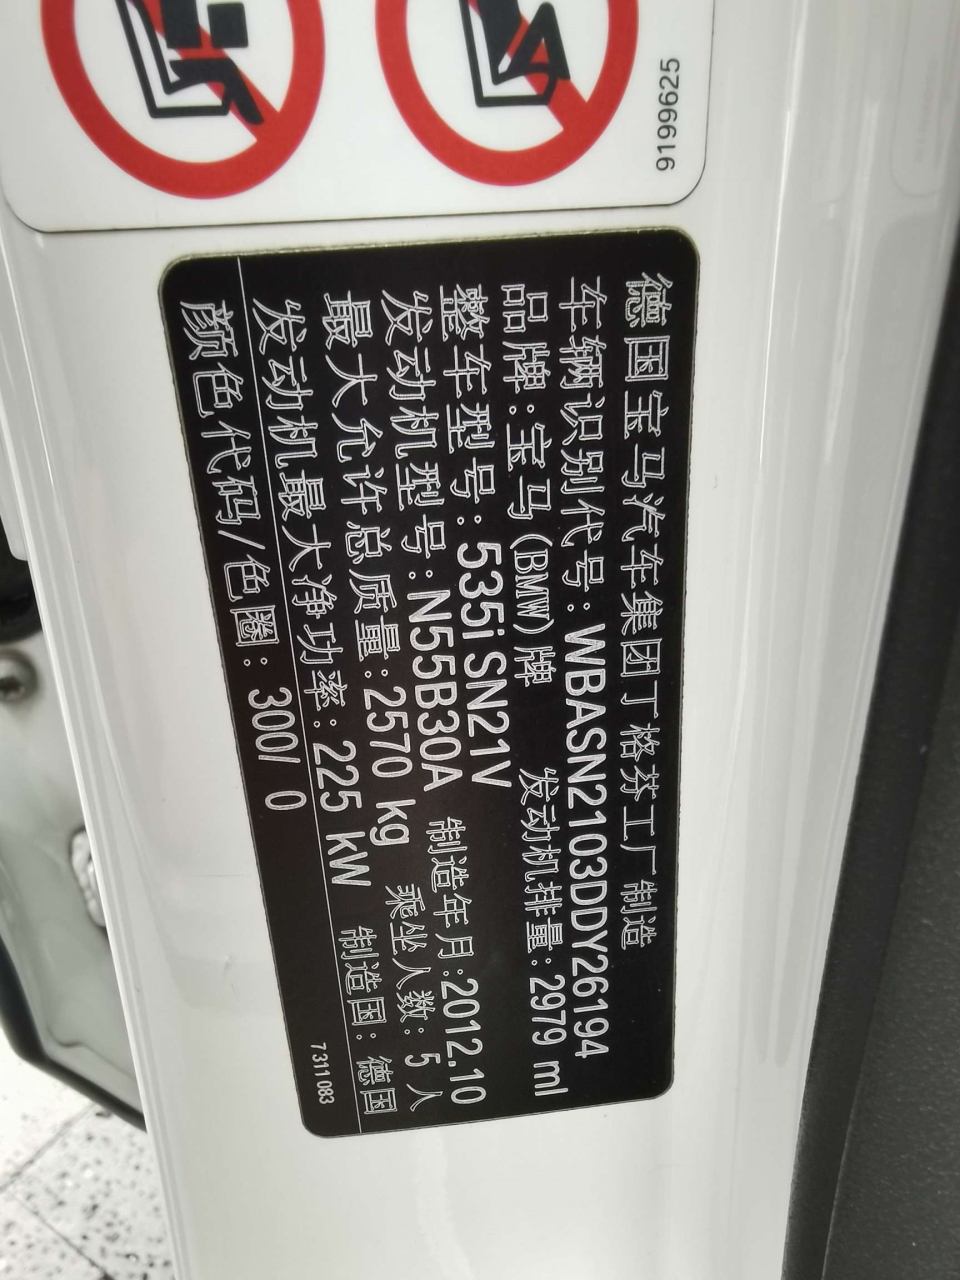 9199625
德国宝马汽车集团丁格芬工厂制造
车辆识别代号：WBASN2103DDY26194
品牌：宝马(BMW)牌 发动机排量：2979 ml
整车型号：535i SN21V
发动机型号：N55B30A 制造年月：2012.10
最大允许总质量：2570 kg 乘坐人数：5 人
发动机最大净功率：225 kW 制造国：德国
颜色代码/色圈：300/ 0
7 311 083